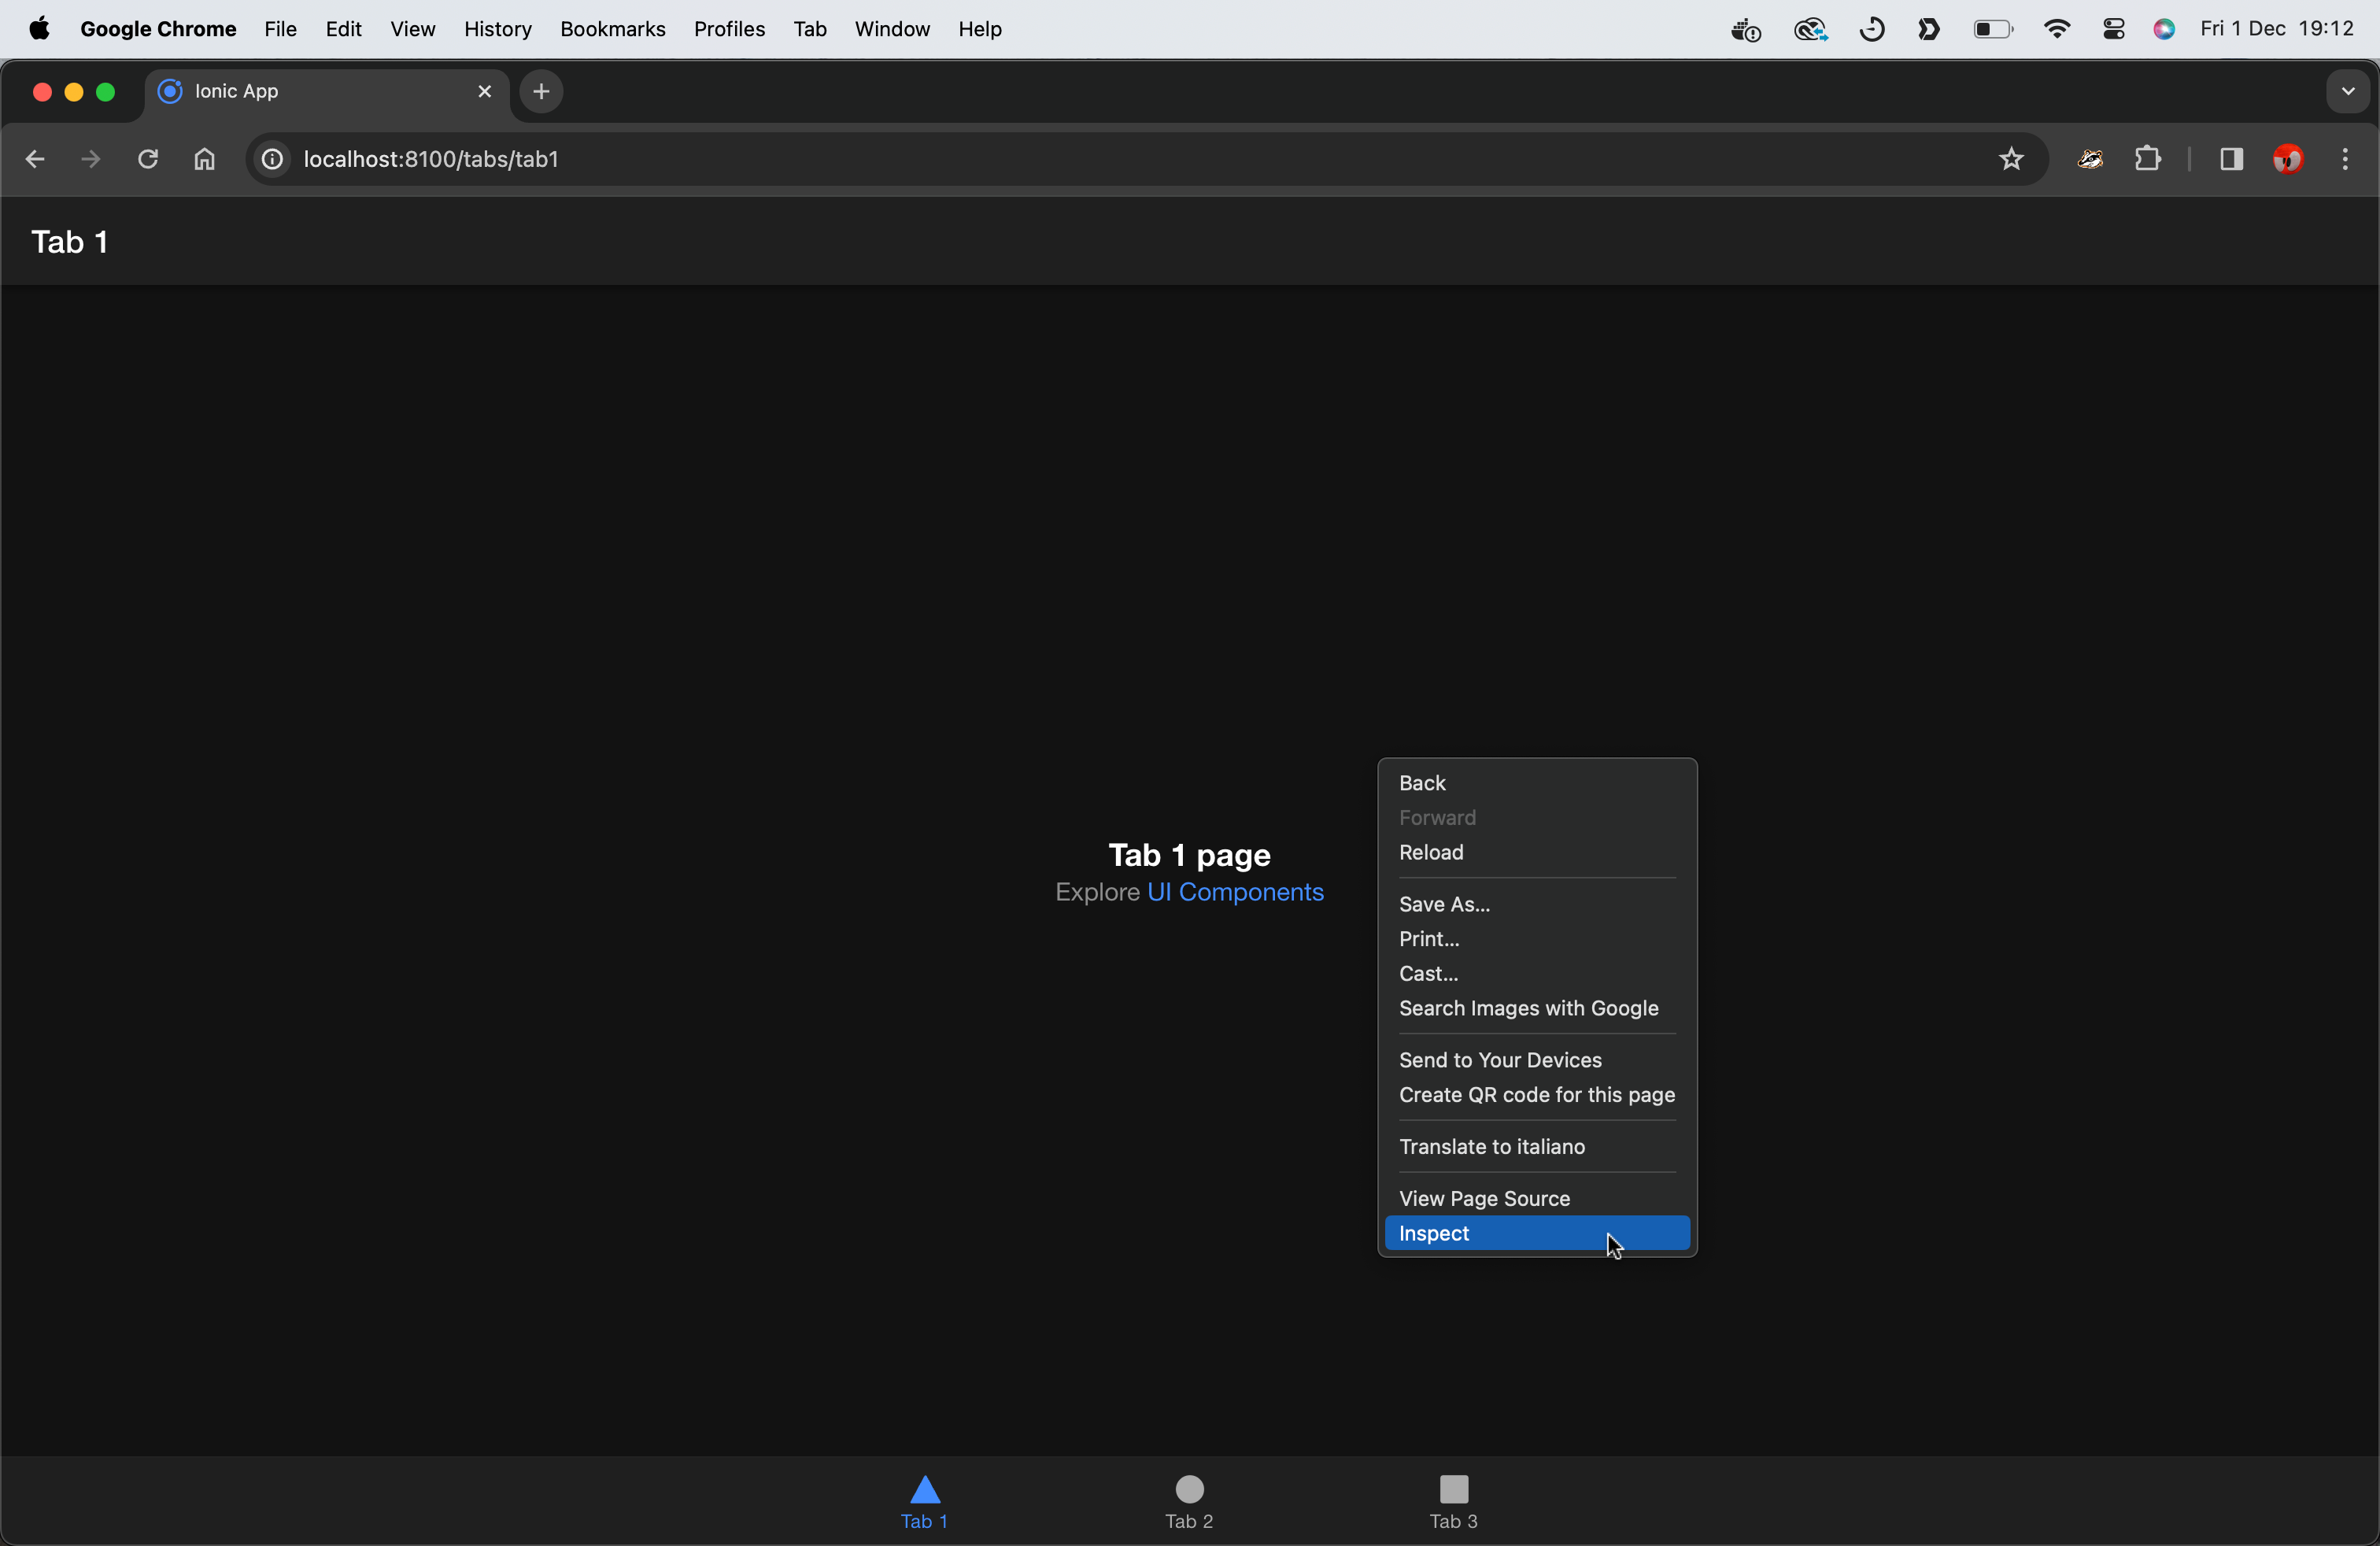 Google Chrome File Edit View History Bookmarks Profiles Tab Window Help Fri 1 Dec 19:12
Ionic App
localhost:8100/tabs/tab1
Tab 1
Tab 1 page
Explore UI Components
Back
Forward
Reload
Save As...
Print...
Cast...
Search Images with Google
Send to Your Devices
Create QR code for this page
Translate to italiano
View Page Source
Inspect
Tab 1 Tab 2 Tab 3